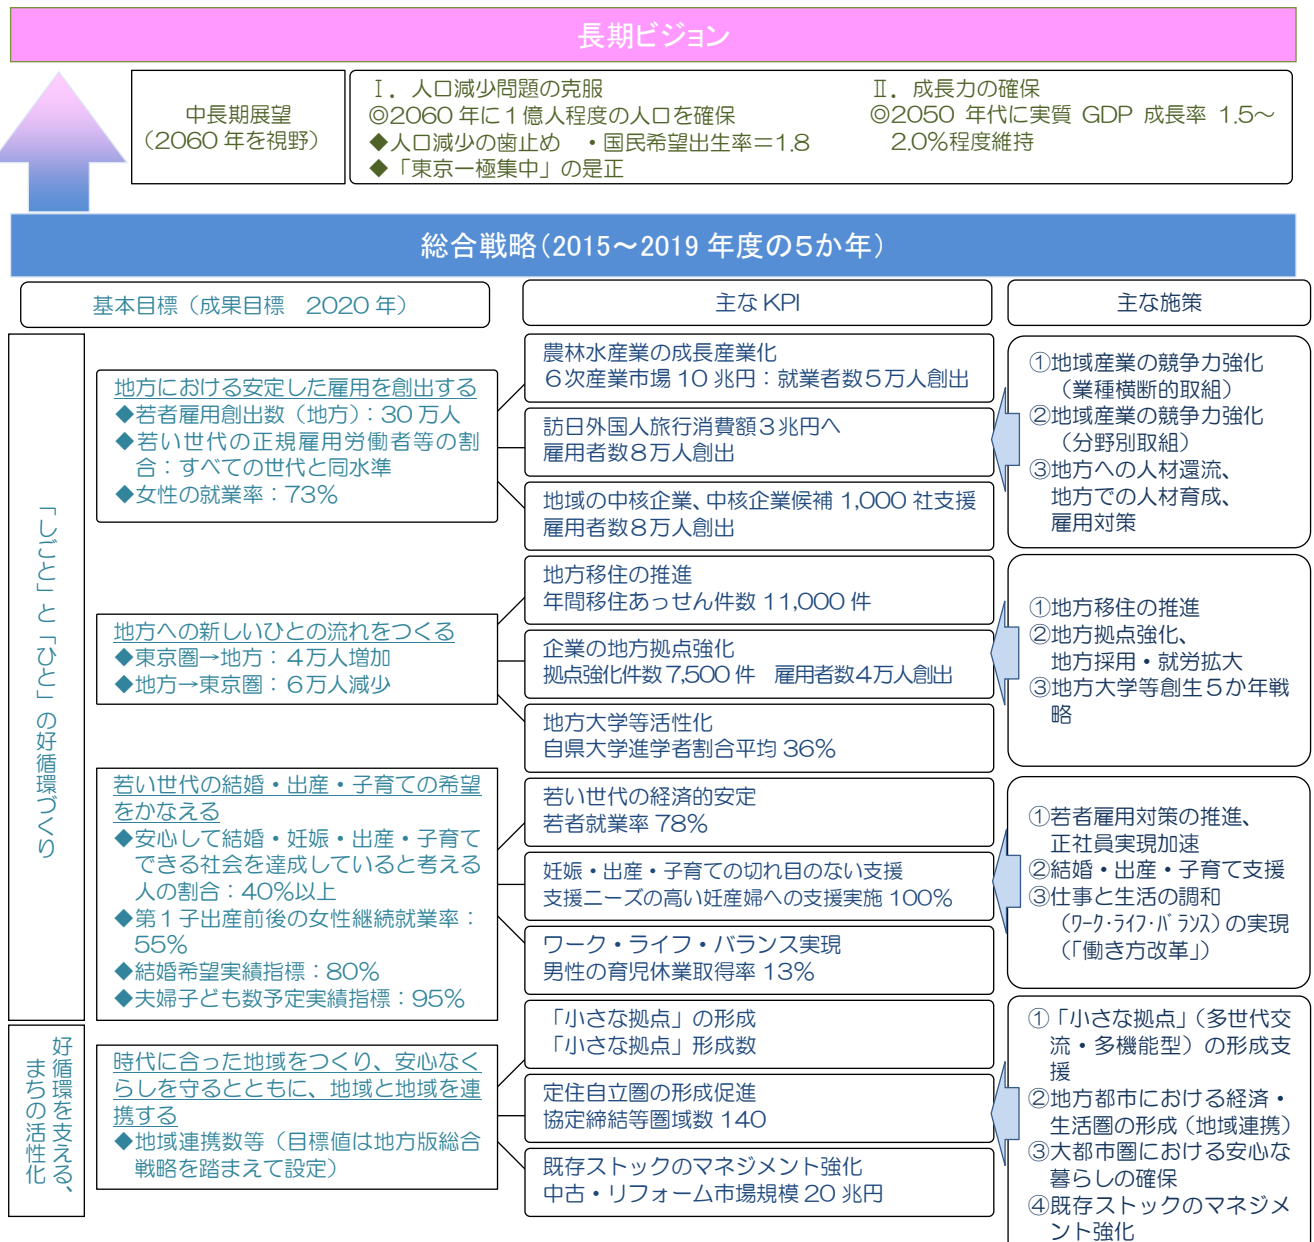 長期ビジョン
中長期展望
(2060年を視野)
Ⅰ．人口減少問題の克服
◎2060年に1億人程度の人口を確保
◆人口減少の歯止め　・国民希望出生率＝1.8
◆「東京一極集中」の是正
Ⅱ．成長力の確保
◎2050 年代に実質 GDP 成長率 1.5～
2.0%程度維持
総合戦略(2015～2019 年度の5か年)
基本目標（成果目標　2020 年）
主な KPI
主な施策
「しごと」と「ひと」の好循環づくり
地方における安定した雇用を創出する
◆若者雇用創出数（地方）：30 万人
◆若い世代の正規雇用労働者等の割
合：すべての世代と同水準
◆女性の就業率：73%
農林水産業の成長産業化
６次産業市場 10 兆円：就業者数５万人創出
訪日外国人旅行消費額３兆円へ
雇用者数８万人創出
地域の中核企業、中核企業候補 1,000 社支援
雇用者数８万人創出
①地域産業の競争力強化
（業種横断的取組）
②地域産業の競争力強化
（分野別取組）
③地方への人材還流、
地方での人材育成、
雇用対策
地方への新しいひとの流れをつくる
◆東京圏→地方：４万人増加
◆地方→東京圏：６万人減少
地方移住の推進
年間移住あっせん件数 11,000 件
企業の地方拠点強化
拠点強化件数 7,500 件　雇用者数４万人創出
地方大学等活性化
自県大学進学者割合平均 36%
①地方移住の推進
②地方拠点強化、
地方採用・就労拡大
③地方大学等創生５か年戦
略
若い世代の結婚・出産・子育ての希望
をかなえる
◆安心して結婚・妊娠・出産・子育て
できる社会を達成していると考える
人の割合：40%以上
◆第１子出産前後の女性継続就業率：
55%
◆結婚希望実績指標：80%
◆夫婦子ども数予定実績指標：95%
若い世代の経済的安定
若者就業率 78%
妊娠・出産・子育ての切れ目のない支援
支援ニーズの高い妊産婦への支援実施 100%
ワーク・ライフ・バランス実現
男性の育児休業取得率 13%
①若者雇用対策の推進、
正社員実現加速
②結婚・出産・子育て支援
③仕事と生活の調和
（ﾜｰｸ･ﾗｲﾌ･ﾊﾞﾗﾝｽ）の実現
（「働き方改革」）
好循環を支える、
まちの活性化
時代に合った地域をつくり、安心なく
らしを守るとともに、地域と地域を連
携する
◆地域連携数等（目標値は地方版総合
戦略を踏まえて設定）
「小さな拠点」の形成
「小さな拠点」形成数
定住自立圏の形成促進
協定締結等圏域数 140
既存ストックのマネジメント強化
中古・リフォーム市場規模 20 兆円
①「小さな拠点」（多世代交
流・多機能型）の形成支
援
②地方都市における経済・
生活圏の形成（地域連携）
③大都市圏における安心な
暮らしの確保
④既存ストックのマネジメ
ント強化